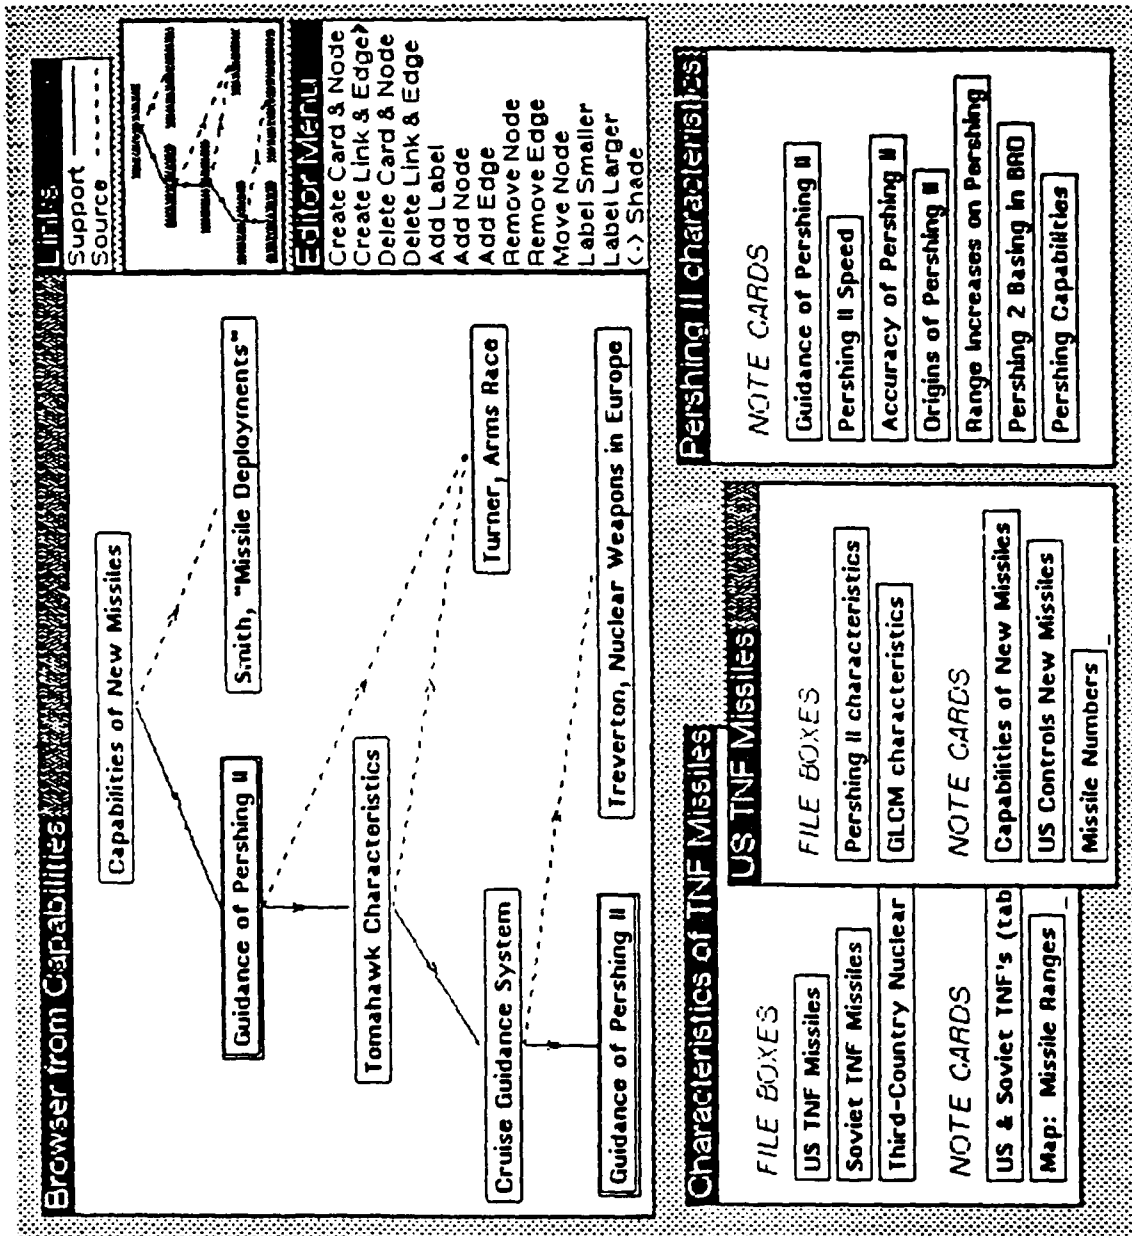 Browser from Capabilities
Capabilities of New Missiles
Guidance of Pershing II
Smith, "Missile Deployments"
Tomahawk Characteristics
Turner, Arms Race
Cruise Guidance System
Guidance of Pershing II
Treverton, Nuclear Weapons in Europe
Links
Support
Source
Editor Menu
Create Card & Node
Create Link & Edge
Delete Card & Node
Delete Link & Edge
Add Label
Add Node
Add Edge
Remove Node
Remove Edge
Move Node
Label Smaller
Label Larger
<-> Shade
Characteristics of TNF Missiles
FILE BOXES
US TNF Missiles
Soviet TNF Missiles
Third-Country Nuclear
NOTE CARDS
US & Soviet TNF's (tab
Map: Missile Ranges
US TNF Missiles
FILE BOXES
Pershing II characteristics
GLCM characteristics
NOTE CARDS
Capabilities of New Missiles
US Controls New Missiles
Missile Numbers
Pershing II characteristics
NOTE CARDS
Guidance of Pershing II
Pershing II Speed
Accuracy of Pershing II
Origins of Pershing II
Range Increases on Pershing
Pershing 2 Basing in BRD
Pershing Capabilities